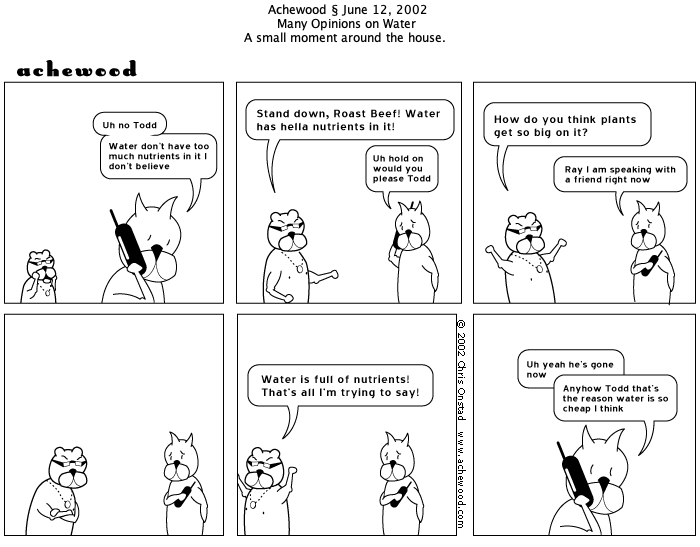 Achewood § June 12, 2002
Many Opinions on Water
A small moment around the house.
achewood
Uh no Todd
Water don't have too
much nutrients in it I
don't believe
Stand down, Roast Beef! Water
has hella nutrients in it!
Uh hold on
would you
please Todd
How do you think plants
get so big on it?
Ray I am speaking with
a friend right now
Water is full of nutrients!
That's all I'm trying to say!
© 2002 Chris Onstad www.achewood.com
Uh yeah he's gone
now
Anyhow Todd that's
the reason water is so
cheap I think